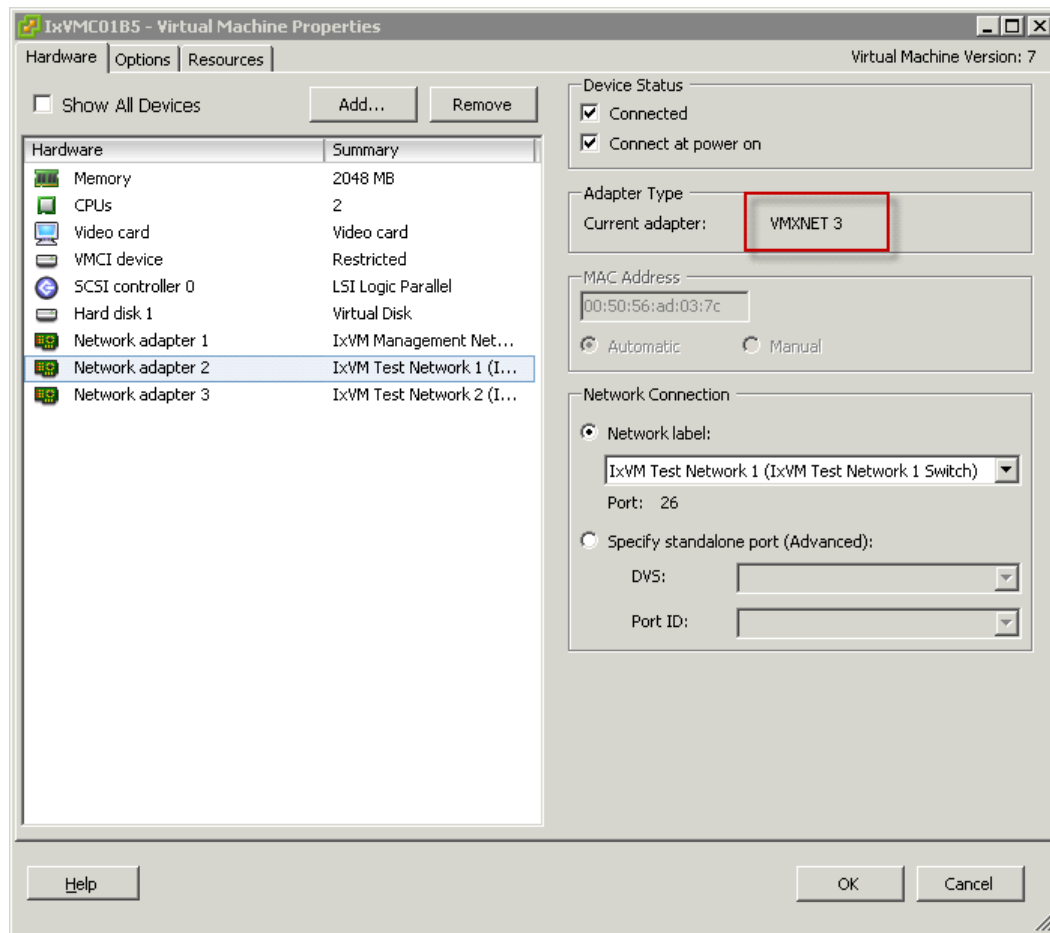 IxVMC01B5 - Virtual Machine Properties
Hardware Options Resources Virtual Machine Version: 7
Show All Devices Add... Remove
Hardware Summary
Memory 2048 MB
CPUs 2
Video card Video card
VMCI device Restricted
SCSI controller 0 LSI Logic Parallel
Hard disk 1 Virtual Disk
Network adapter 1 IxVM Management Net...
Network adapter 2 IxVM Test Network 1 (I...
Network adapter 3 IxVM Test Network 2 (I...
Device Status
Connected
Connect at power on
Adapter Type
Current adapter: VMXNET 3
MAC Address
00:50:56:ad:03:7c
Automatic Manual
Network Connection
Network label:
IxVM Test Network 1 (IxVM Test Network 1 Switch)
Port: 26
Specify standalone port (Advanced):
DVS:
Port ID:
Help OK Cancel